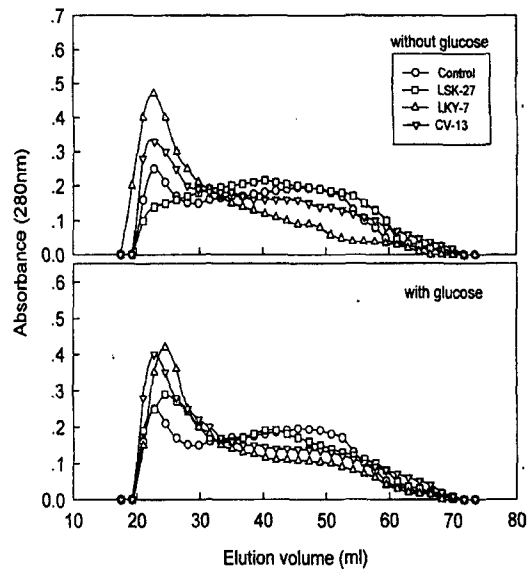 without glucose
Control
LSK-27
LKY-7
CV-13
.6
.5
.4
.3
.2
.1
0.0
with glucose
.6
.5
.4
.3
.2
.1
0.0
10 20 30 40 50 60 70 80
Absorbance (280nm)
Elution volume (ml)